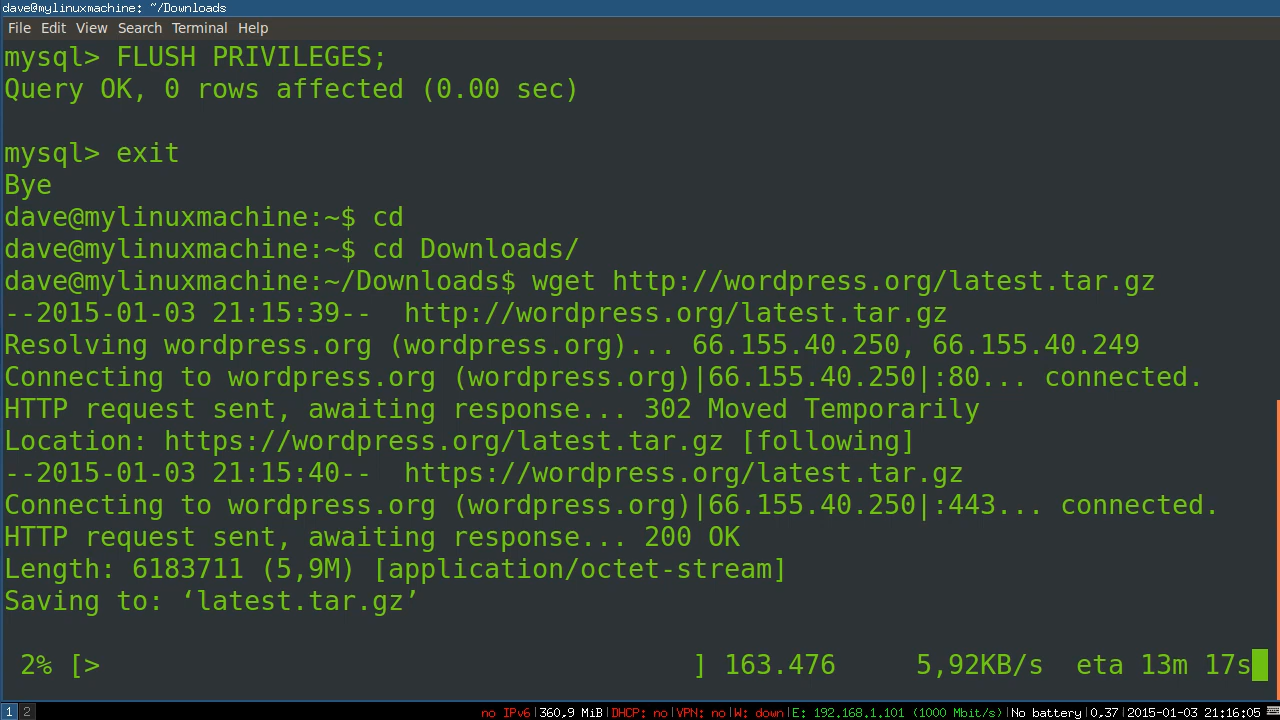 dave@mylinuxmachine: ~/Downloads
File Edit View Search Terminal Help
mysql> FLUSH PRIVILEGES;
Query OK, 0 rows affected (0.00 sec)
mysql> exit
Bye
dave@mylinuxmachine:~$ cd
dave@mylinuxmachine:~$ cd Downloads/
dave@mylinuxmachine:~/Downloads$ wget http://wordpress.org/latest.tar.gz
--2015-01-03 21:15:39--  http://wordpress.org/latest.tar.gz
Resolving wordpress.org (wordpress.org)... 66.155.40.250, 66.155.40.249
Connecting to wordpress.org (wordpress.org)|66.155.40.250|:80... connected.
HTTP request sent, awaiting response... 302 Moved Temporarily
Location: https://wordpress.org/latest.tar.gz [following]
--2015-01-03 21:15:40--  https://wordpress.org/latest.tar.gz
Connecting to wordpress.org (wordpress.org)|66.155.40.250|:443... connected.
HTTP request sent, awaiting response... 200 OK
Length: 6183711 (5,9M) [application/octet-stream]
Saving to: ‘latest.tar.gz’
2% [>                                     ] 163.476     5,92KB/s  eta 13m 17s
1 2 no IPv6|360,9 MiB|DHCP: no|VPN: no|W: down|E: 192.168.1.101 (1000 Mbit/s)|No battery|0,37|2015-01-03 21:16:05